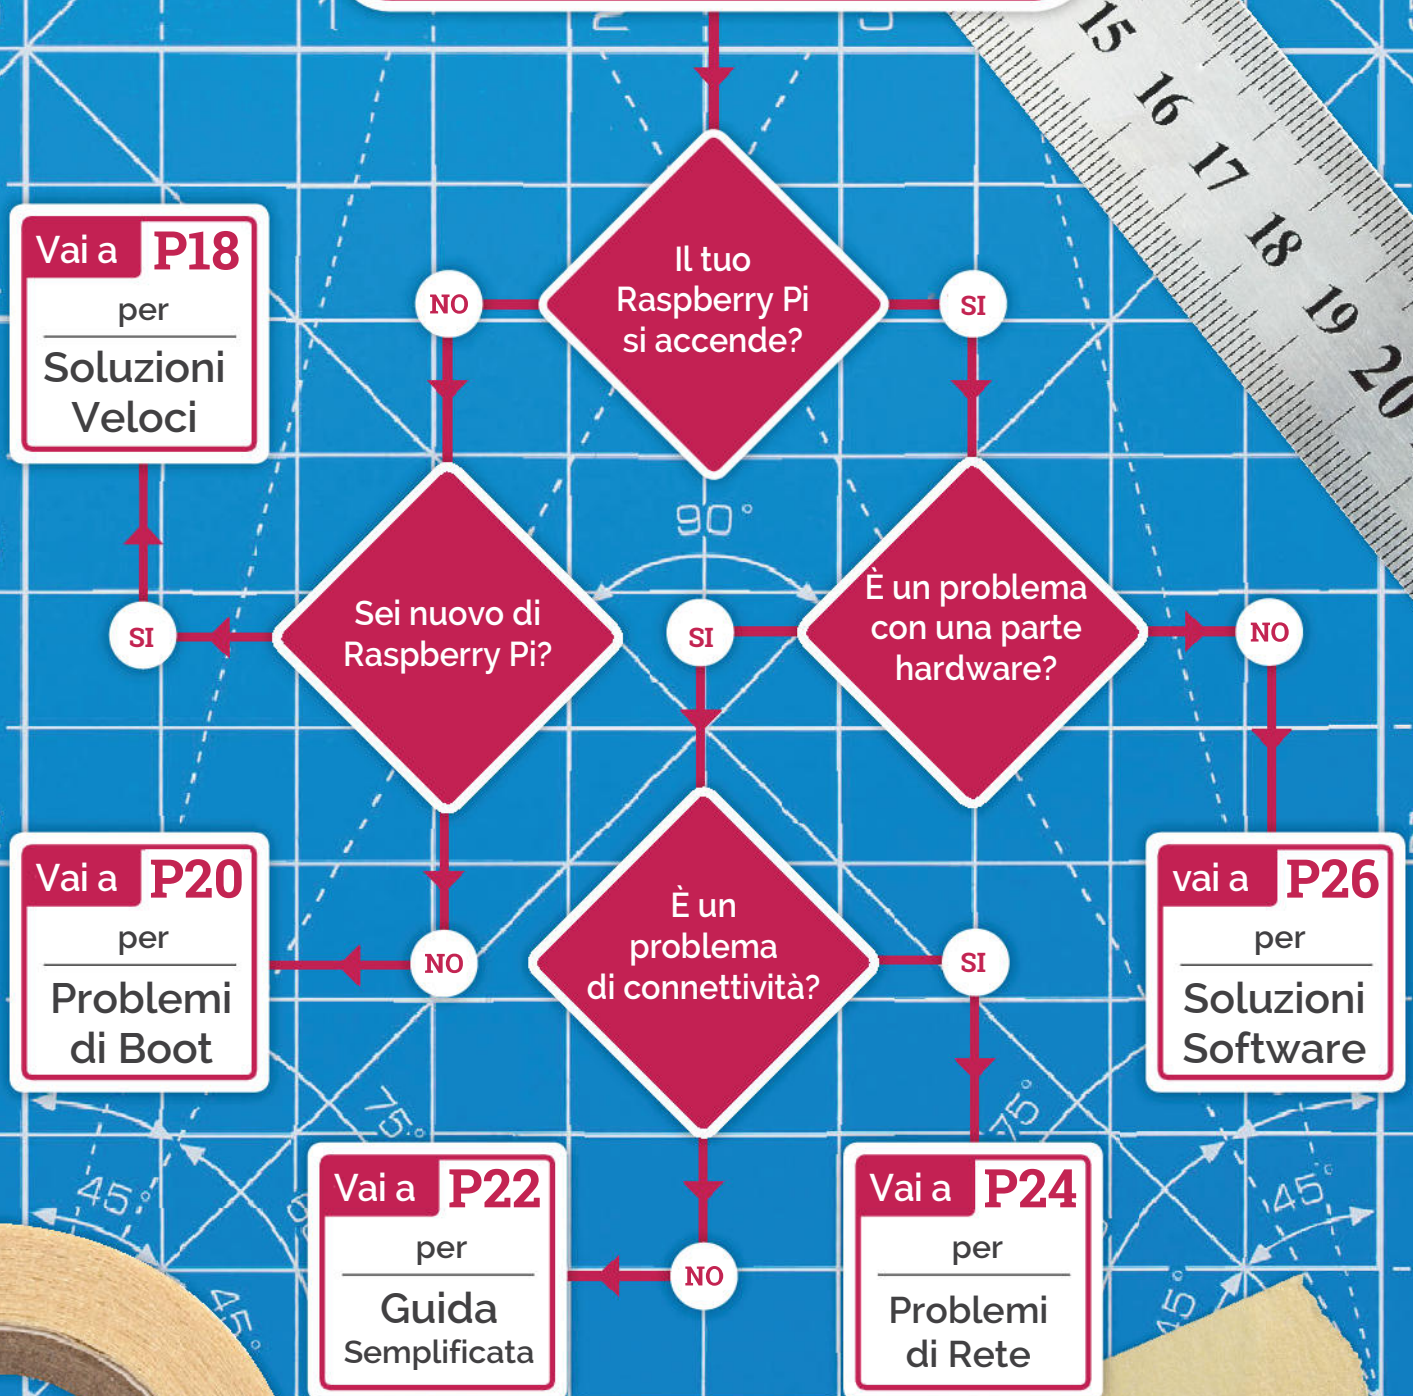 15
16
17
18
19
20
Il tuo
Raspberry Pi
si accende?
NO
SI
Vai a P18
per
Soluzioni
Veloci
90°
Sei nuovo di
Raspberry Pi?
SI
È un problema
con una parte
hardware?
SI
NO
Vai a P20
per
Problemi
di Boot
NO
È un
problema
di connettività?
SI
vai a P26
per
Soluzioni
Software
75°
75°
45°
45°
Vai a P22
per
Guida
Semplificata
NO
Vai a P24
per
Problemi
di Rete
45°
45°